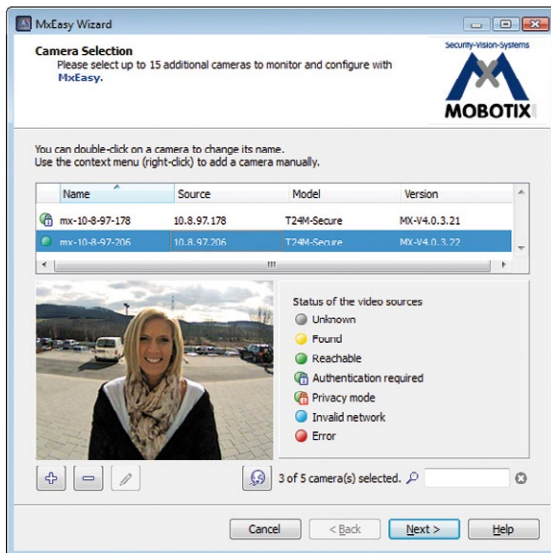 MxEasy Wizard
Camera Selection
Please select up to 15 additional cameras to monitor and configure with
MxEasy.
Security-Vision-Systems
MOBOTIX
You can double-click on a camera to change its name.
Use the context menu (right-click) to add a camera manually.
Name Source Model Version
mx-10-8-97-178 10.8.97.178 T24M-Secure MX-V4.0.3.21
mx-10-8-97-206 10.8.97.206 T24M-Secure MX-V4.0.3.22
Status of the video sources
Unknown
Found
Reachable
Authentication required
Privacy mode
Invalid network
Error
3 of 5 camera(s) selected.
Cancel < Back Next > Help